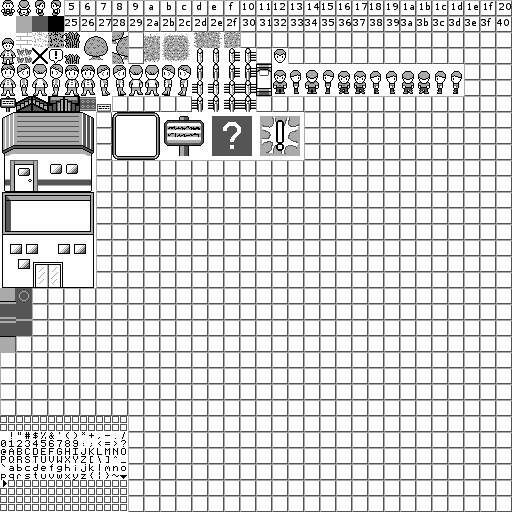 5 6 7 8 9 a b c d e f 10 11 12 13 14 15 16 17 18 19 1a 1b 1c 1d 1e 1f 20
25 26 27 28 29 2a 2b 2c 2d 2e 2f 30 31 32 33 34 35 36 37 38 39 3a 3b 3c 3d 3e 3f 40
!
? !
!"#$%&'()*+,-./
0123456789:;<=>?
@ABCDEFGHIJKLMNO
PQRSTUVWXYZ[\]^_
`abcdefghijklmno
pqrstuvwxyz{|}~